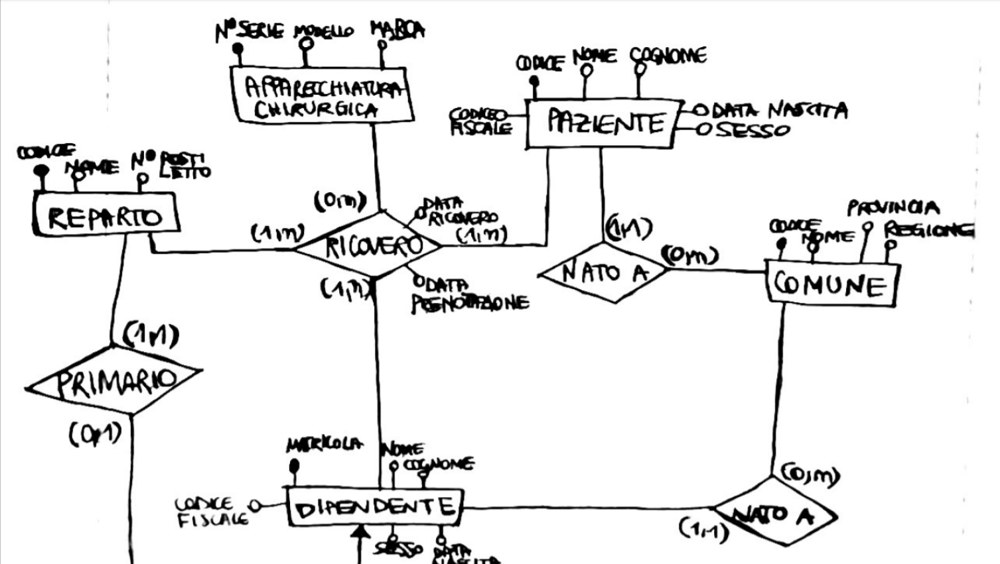 N° SERIE MODELLO MARCA
APPARECCHIATURA
CHIRURGICA
CODICE NOME COGNOME
CODICE
FISCALE
PAZIENTE
DATA NASCITA
SESSO
CODICE NOME N° POSTI
LETTO
REPARTO
(0,n)
DATA
RICOVERO
(1,n)
RICOVERO
(1,n)
(1,n)
DATA
PRENOTAZIONE
(1,1)
NATO A
(0,n)
PROVINCIA
CODICE NOME REGIONE
COMUNE
(1,1)
PRIMARIO
(0,1)
MATRICOLA NOME
COGNOME
CODICE
FISCALE
DIPENDENTE
SESSO DATA
NASCITA
(0,n)
NATO A
(1,1)